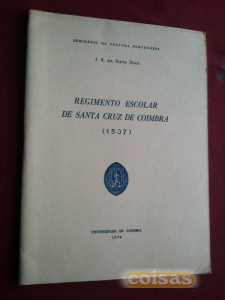 SEMINÁRIO DE CULTURA PORTUGUESA
J. S. DA SILVA DIAS
REGIMENTO ESCOLAR
DE SANTA CRUZ DE COIMBRA
(1537)
UNIVERSIDADE DE COIMBRA
1974
coisas